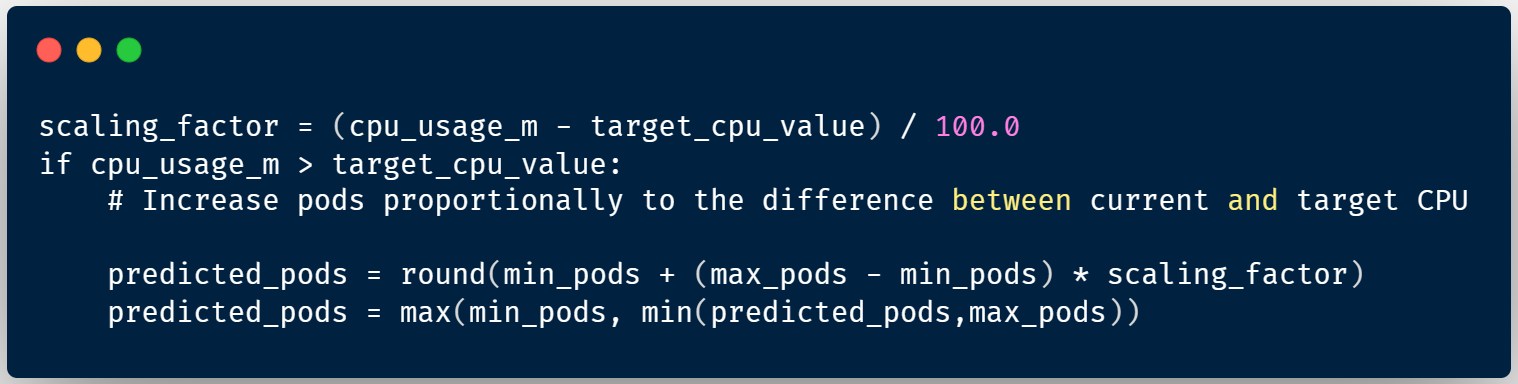 scaling_factor = (cpu_usage_m - target_cpu_value) / 100.0
if cpu_usage_m > target_cpu_value:
    # Increase pods proportionally to the difference between current and target CPU
    predicted_pods = round(min_pods + (max_pods - min_pods) * scaling_factor)
    predicted_pods = max(min_pods, min(predicted_pods,max_pods))